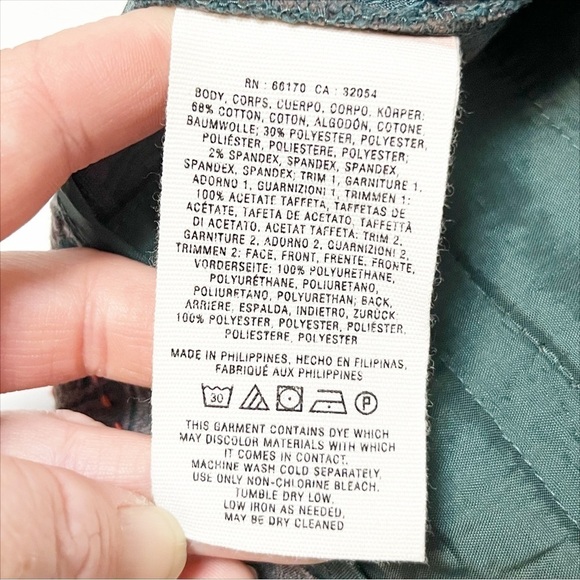 RN : 66170 CA : 32054
BODY, CORPS, CUERPO, CORPO, KÖRPER:
68% COTTON, COTON, ALGODÓN, COTONE,
BAUMWOLLE; 30% POLYESTER, POLYESTER,
POLIÉSTER, POLIESTERE, POLYESTER;
2% SPANDEX, SPANDEX, SPANDEX,
SPANDEX, SPANDEX; TRIM 1, GARNITURE 1,
ADORNO 1, GUARNIZIONI 1, TRIMMEN 1:
100% ACETATE TAFFETA, TAFFETAS DE
ACÉTATE, TAFETA DE ACETATO, TAFFETTÀ
DI ACETATO, ACETAT TAFFETA; TRIM 2,
GARNITURE 2, ADORNO 2, GUARNIZIONI 2,
TRIMMEN 2: FACE, FRONT, FRENTE, FRONTE,
VORDERSEITE: 100% POLYURETHANE,
POLYURÉTHANE, POLIURETANO,
POLIURETANO, POLYURETHAN; BACK,
ARRIÈRE, ESPALDA, INDIETRO, ZURÜCK:
100% POLYESTER, POLYESTER, POLIÉSTER,
POLIESTERE, POLYESTER
MADE IN PHILIPPINES, HECHO EN FILIPINAS,
FABRIQUÉ AUX PHILIPPINES
30 P
THIS GARMENT CONTAINS DYE WHICH
MAY DISCOLOR MATERIALS WITH WHICH
IT COMES IN CONTACT.
MACHINE WASH COLD SEPARATELY,
USE ONLY NON-CHLORINE BLEACH,
TUMBLE DRY LOW,
LOW IRON AS NEEDED,
MAY BE DRY CLEANED